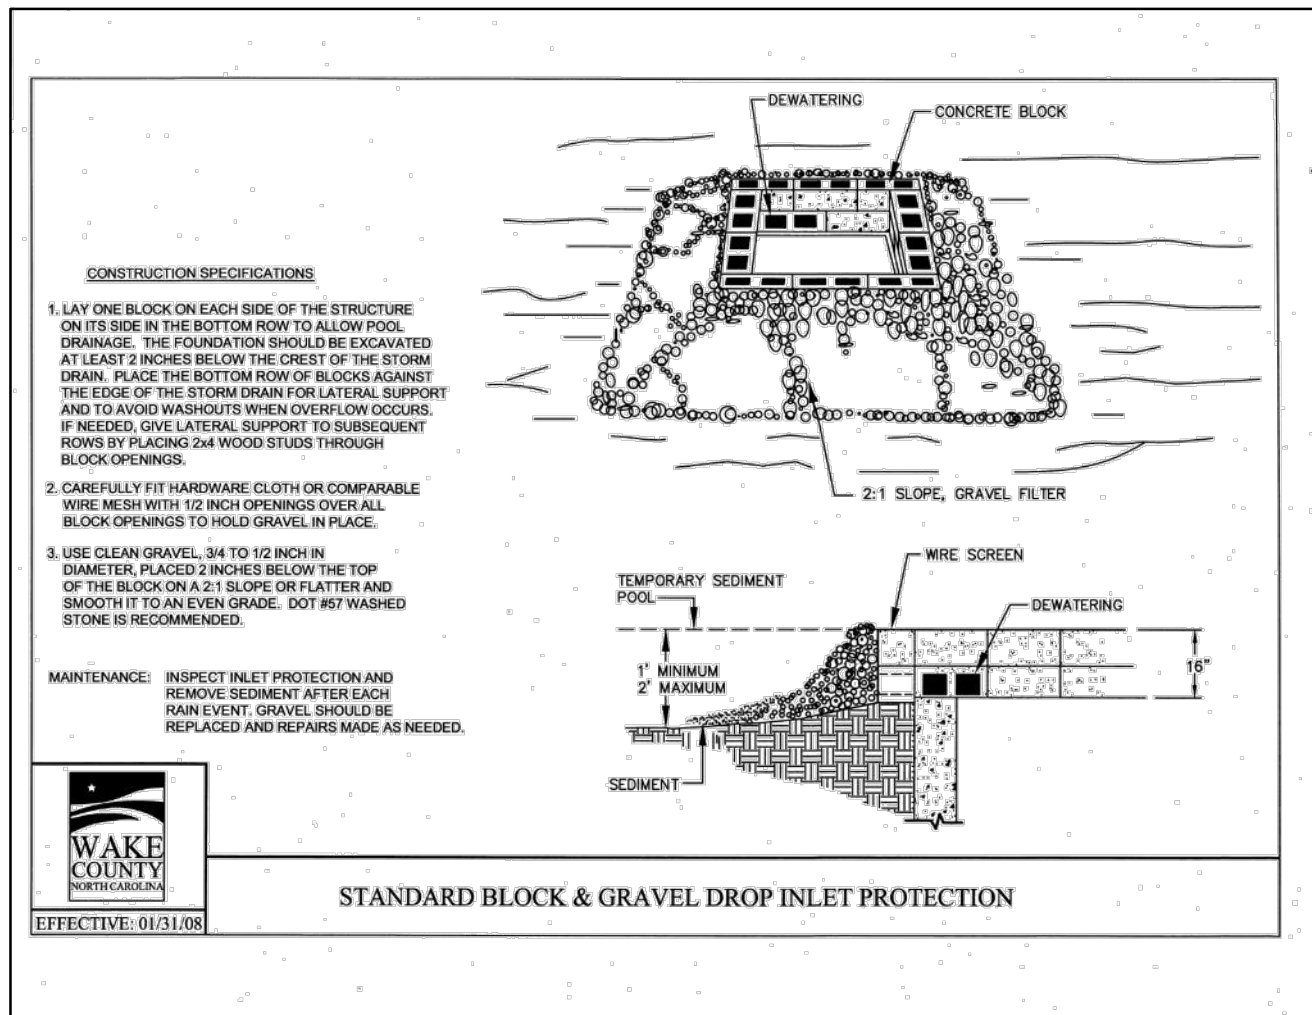 DEWATERING
CONCRETE BLOCK
CONSTRUCTION SPECIFICATIONS
1. LAY ONE BLOCK ON EACH SIDE OF THE STRUCTURE
ON ITS SIDE IN THE BOTTOM ROW TO ALLOW POOL
DRAINAGE. THE FOUNDATION SHOULD BE EXCAVATED
AT LEAST 2 INCHES BELOW THE CREST OF THE STORM
DRAIN. PLACE THE BOTTOM ROW OF BLOCKS AGAINST
THE EDGE OF THE STORM DRAIN FOR LATERAL SUPPORT
AND TO AVOID WASHOUTS WHEN OVERFLOW OCCURS.
IF NEEDED, GIVE LATERAL SUPPORT TO SUBSEQUENT
ROWS BY PLACING 2x4 WOOD STUDS THROUGH
BLOCK OPENINGS.
2. CAREFULLY FIT HARDWARE CLOTH OR COMPARABLE
WIRE MESH WITH 1/2 INCH OPENINGS OVER ALL
BLOCK OPENINGS TO HOLD GRAVEL IN PLACE.
3. USE CLEAN GRAVEL, 3/4 TO 1/2 INCH IN
DIAMETER, PLACED 2 INCHES BELOW THE TOP
OF THE BLOCK ON A 2:1 SLOPE OR FLATTER AND
SMOOTH IT TO AN EVEN GRADE. DOT #57 WASHED
STONE IS RECOMMENDED.
MAINTENANCE: INSPECT INLET PROTECTION AND
REMOVE SEDIMENT AFTER EACH
RAIN EVENT. GRAVEL SHOULD BE
REPLACED AND REPAIRS MADE AS NEEDED.
2:1 SLOPE, GRAVEL FILTER
WIRE SCREEN
TEMPORARY SEDIMENT
POOL
DEWATERING
1' MINIMUM
2' MAXIMUM
16"
SEDIMENT
WAKE
COUNTY
NORTH CAROLINA
EFFECTIVE: 01/31/08
STANDARD BLOCK & GRAVEL DROP INLET PROTECTION